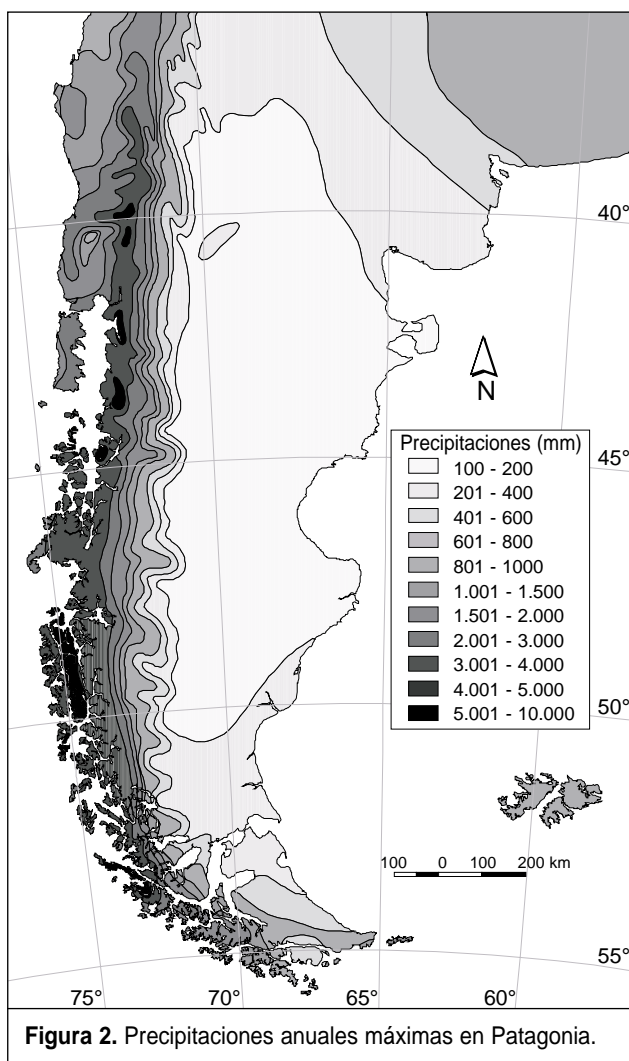 40°
N
Precipitaciones (mm)
100 - 200
201 - 400
401 - 600
601 - 800
801 - 1000
1.001 - 1.500
1.501 - 2.000
2.001 - 3.000
3.001 - 4.000
4.001 - 5.000
5.001 - 10.000
45°
50°
100 0 100 200 km
55°
75° 70° 65° 60°
Figura 2. Precipitaciones anuales máximas en Patagonia.